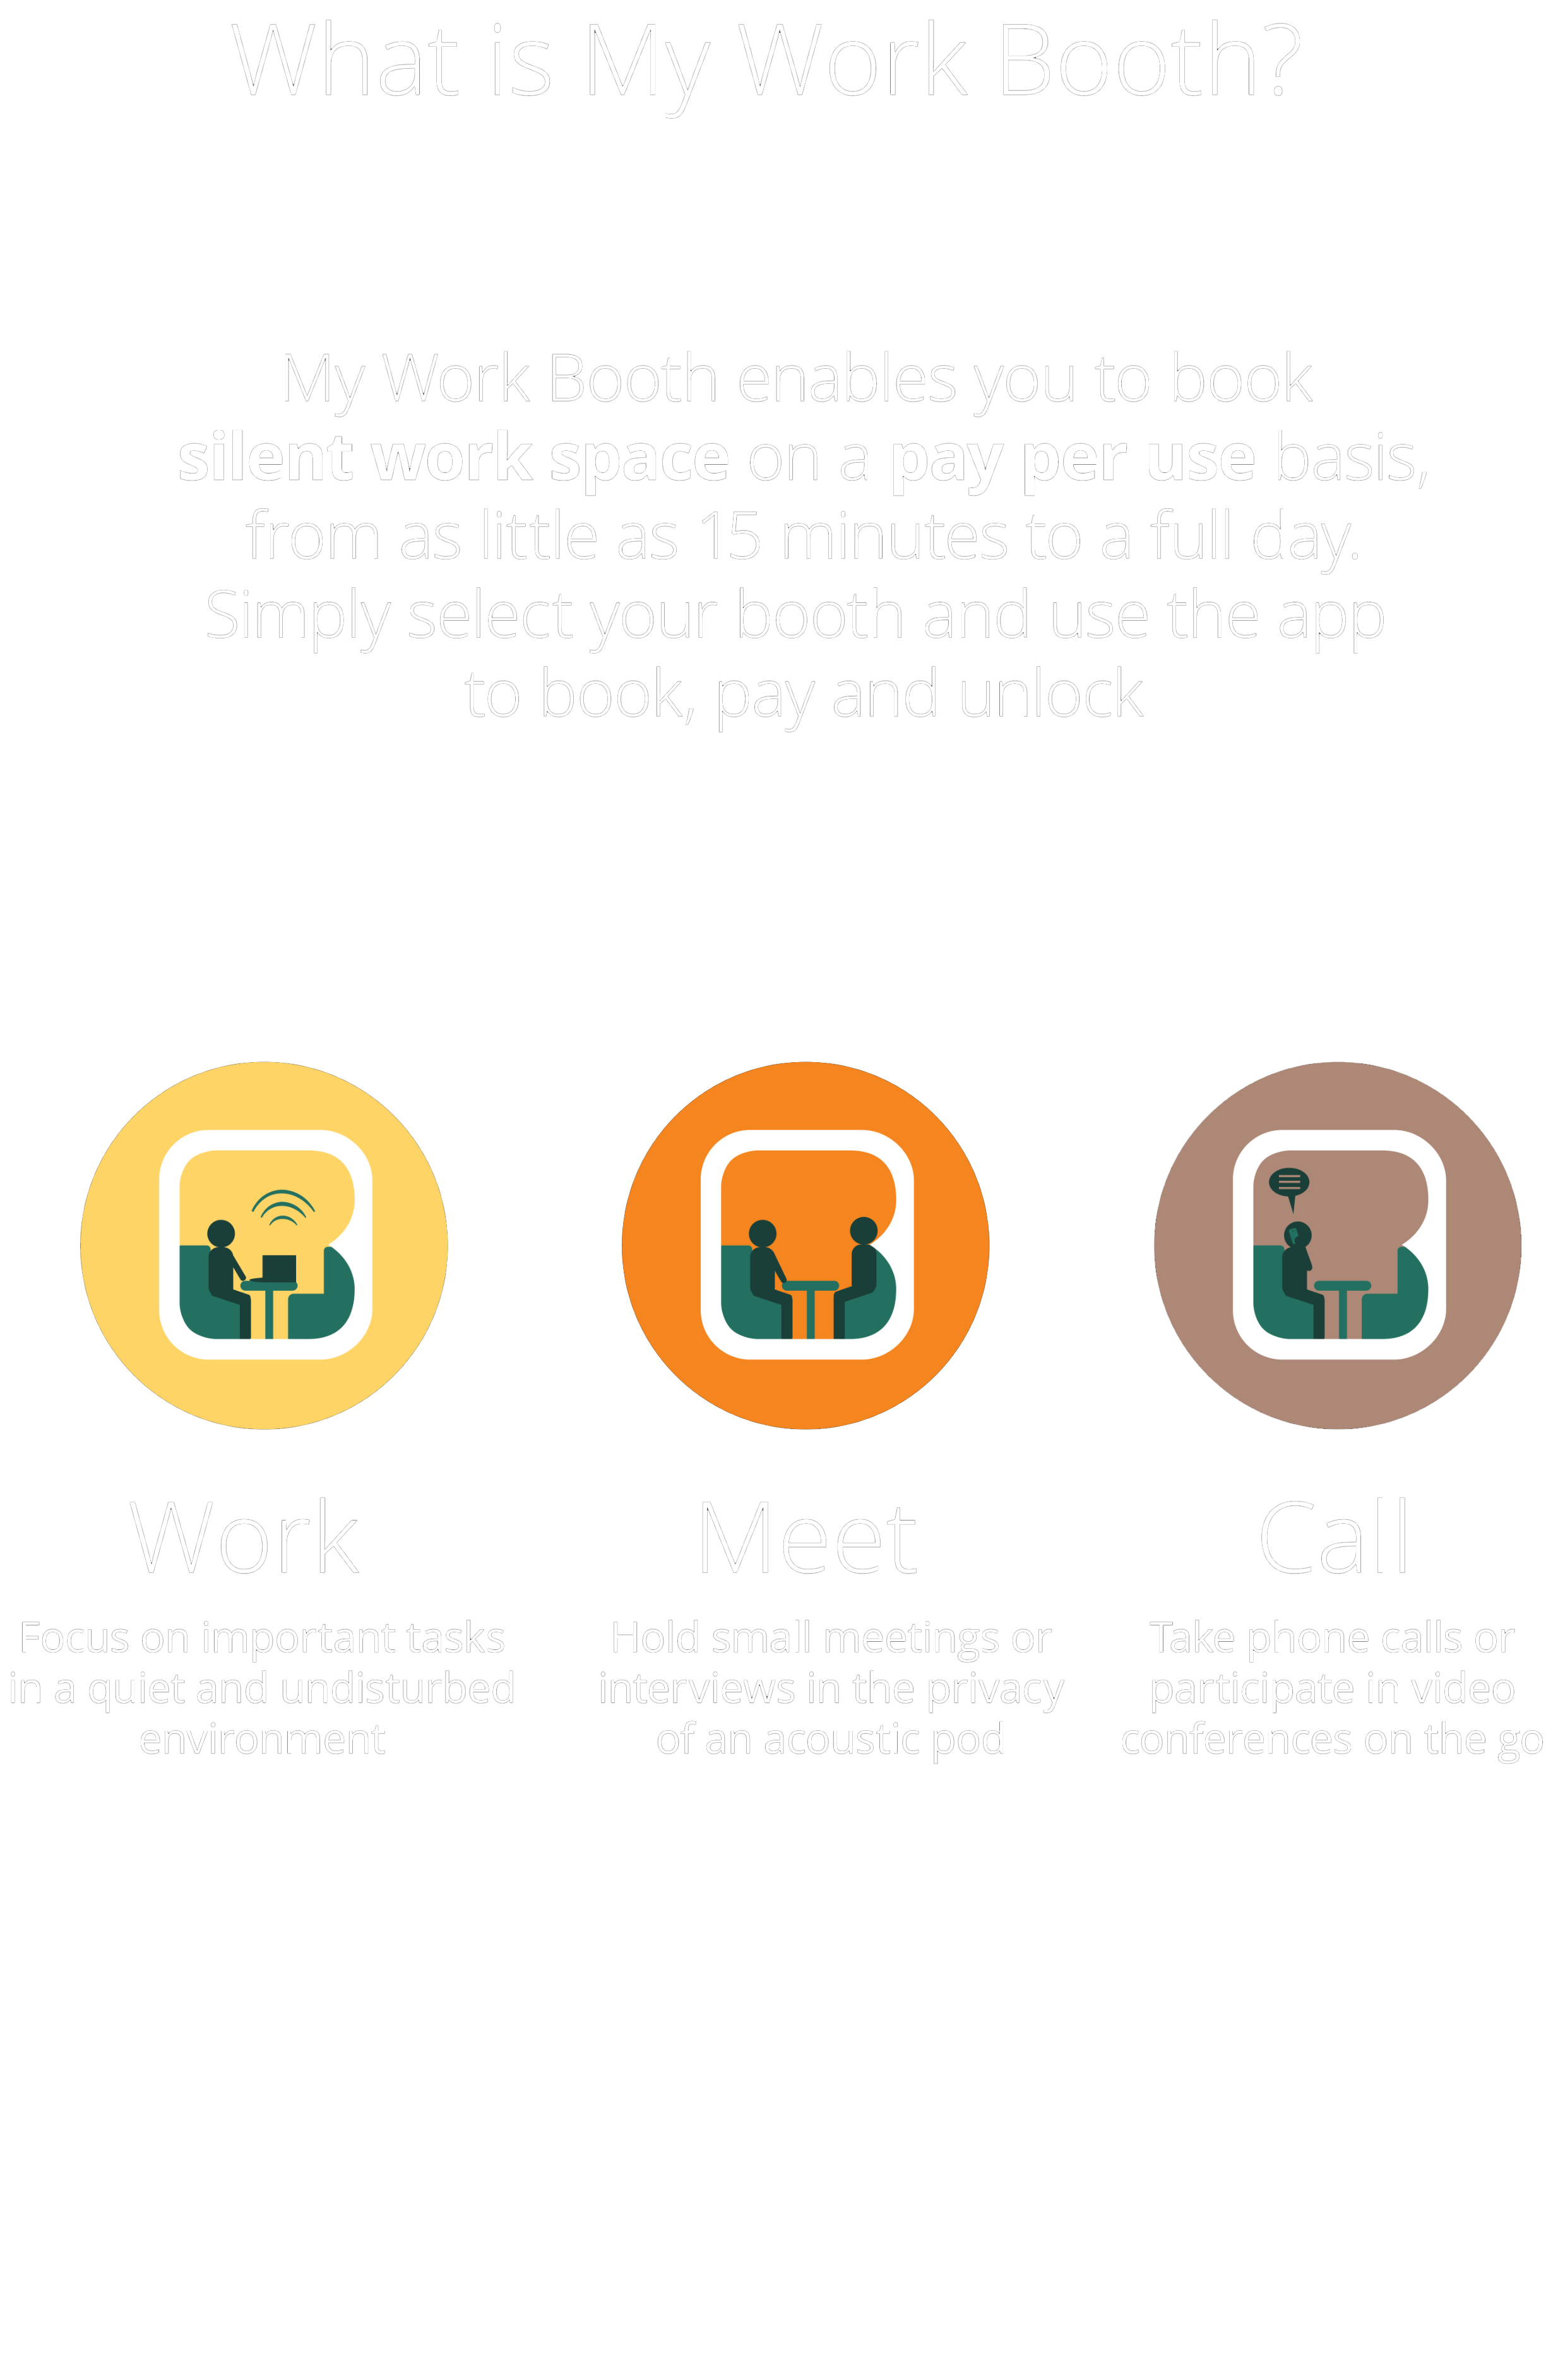 What is My Work Booth?
My Work Booth enables you to book
silent work space on a pay per use basis,
from as little as 15 minutes to a full day.
Simply select your booth and use the app
to book, pay and unlock
Work
Meet
Call
Focus on important tasks
in a quiet and undisturbed
environment
Hold small meetings or
interviews in the privacy
of an acoustic pod
Take phone calls or
participate in video
conferences on the go